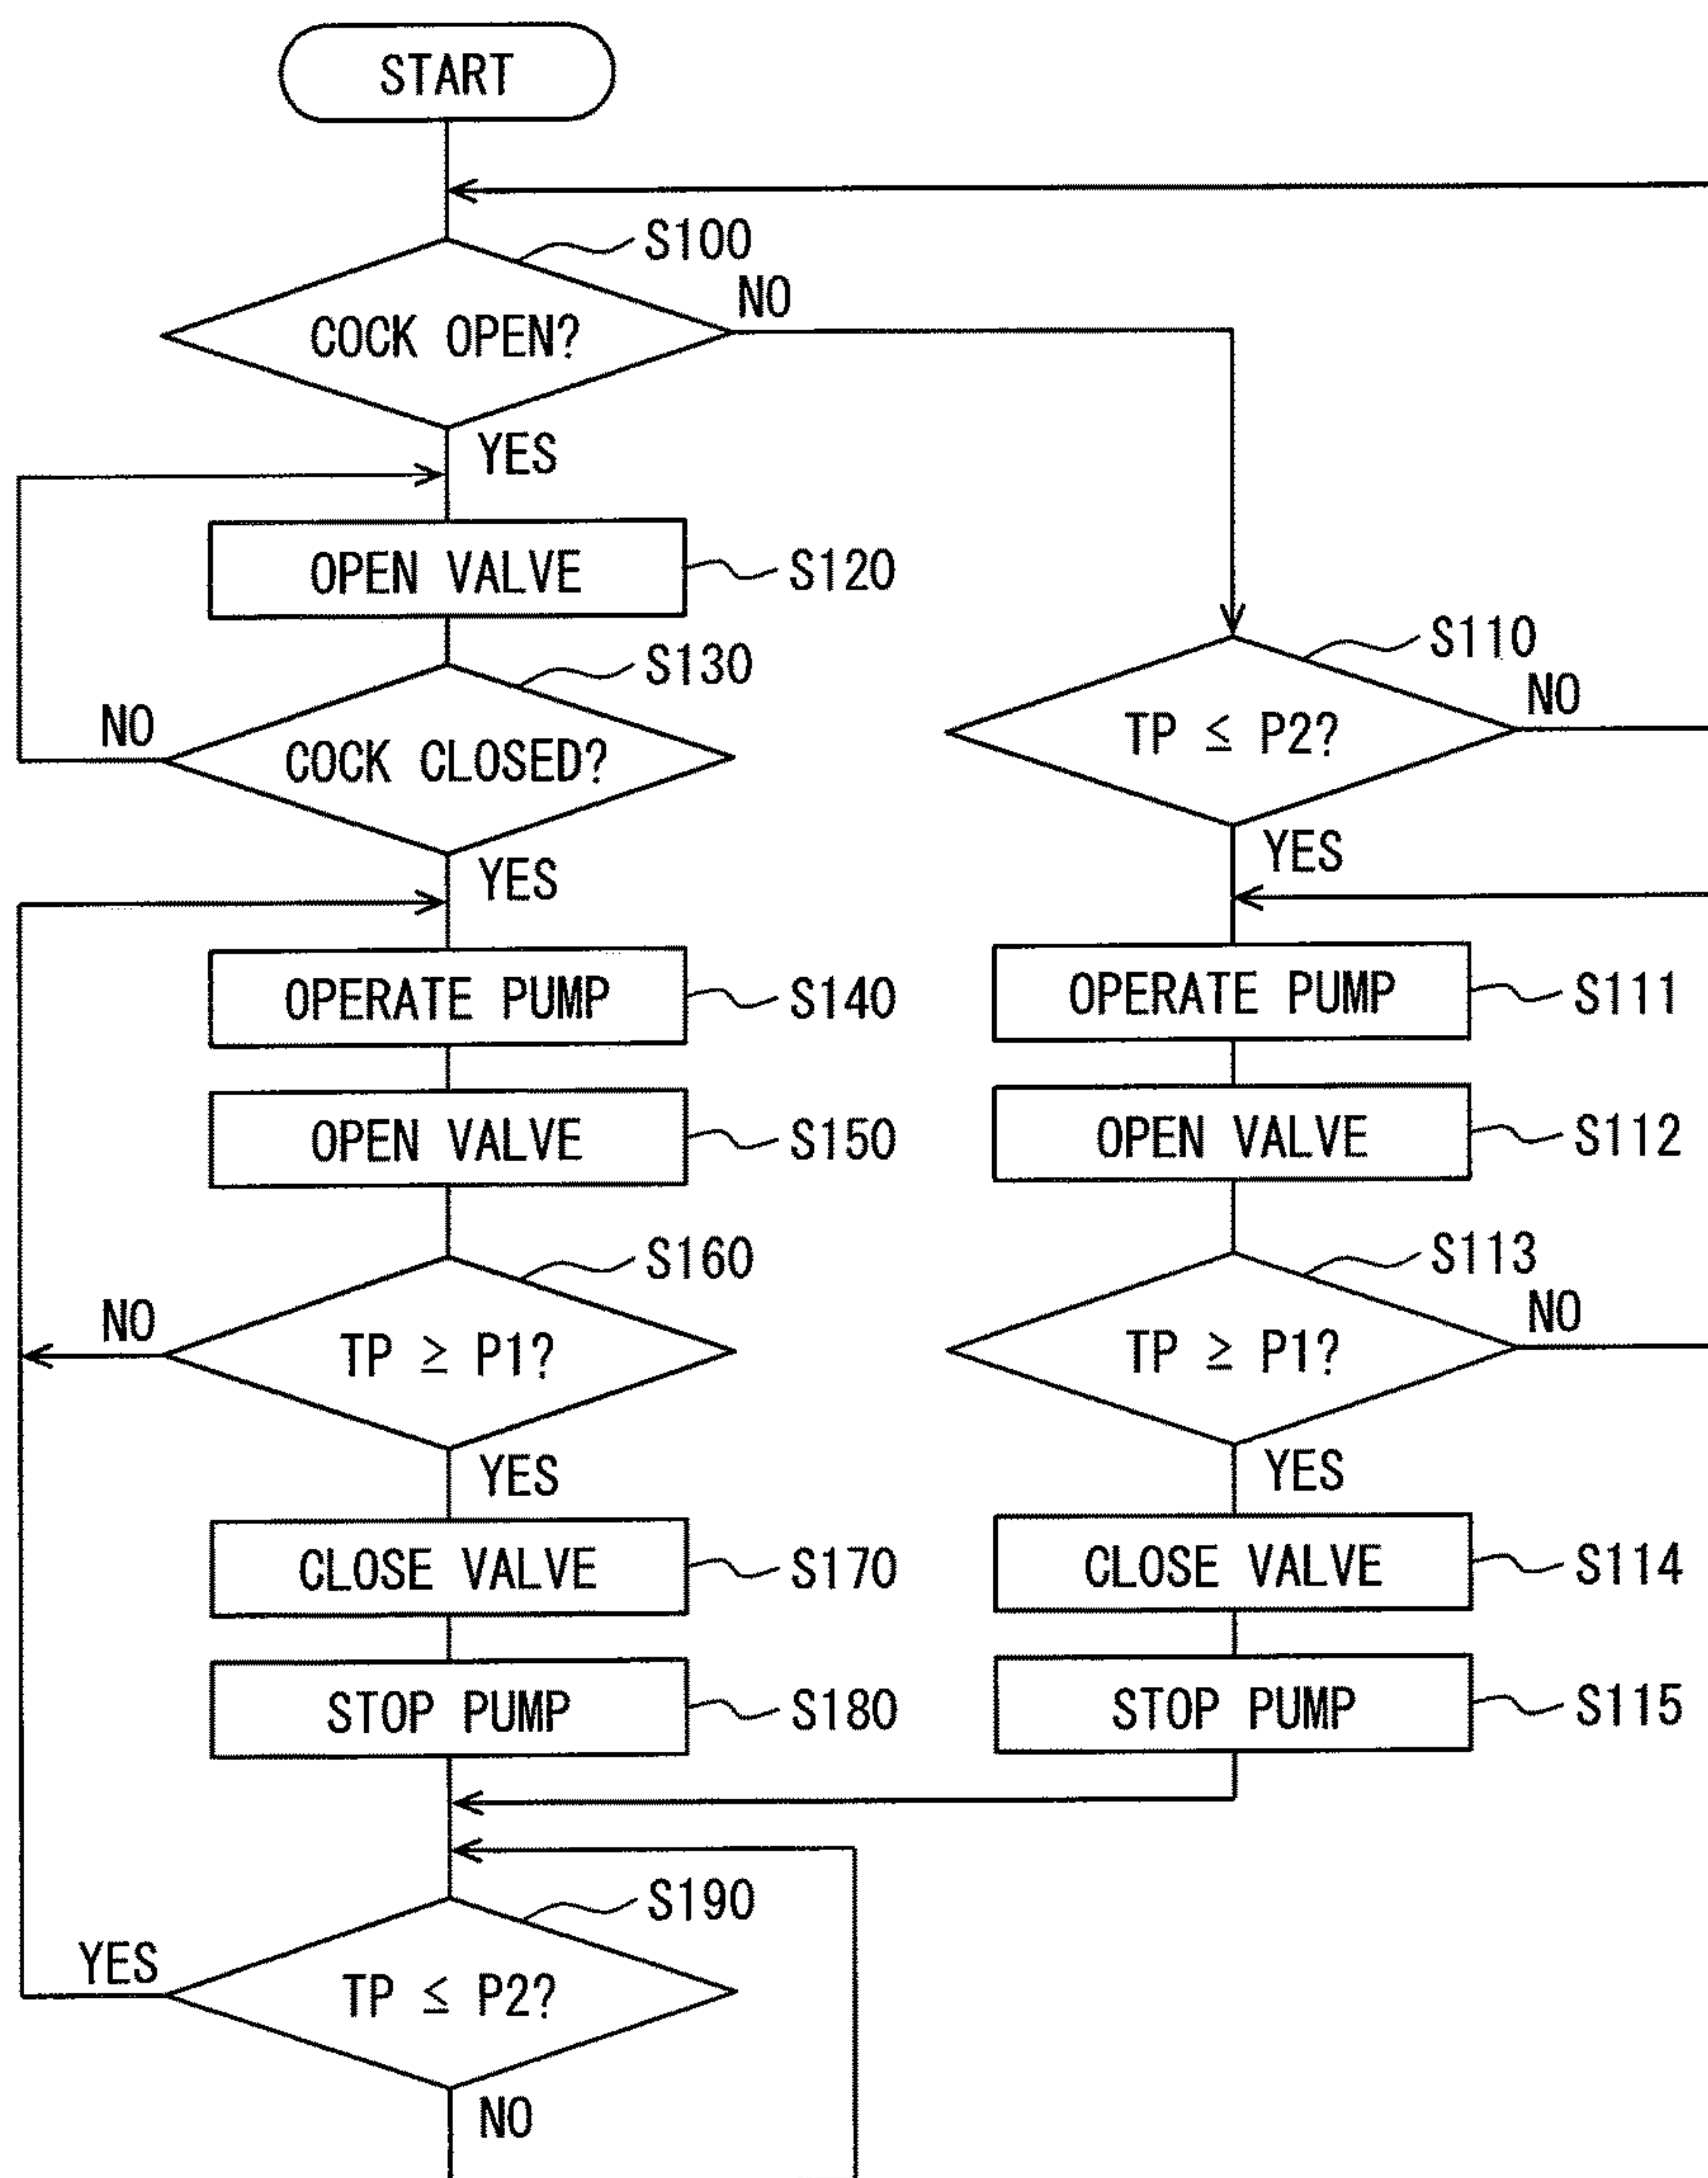 START
S100
NO
COCK OPEN?
YES
OPEN VALVE
S120
S130
NO
COCK CLOSED?
YES
S110
NO
TP ≤ P2?
YES
OPERATE PUMP
S140
OPERATE PUMP
S111
OPEN VALVE
S150
OPEN VALVE
S112
S160
NO
TP ≥ P1?
YES
S113
NO
TP ≥ P1?
YES
CLOSE VALVE
S170
CLOSE VALVE
S114
STOP PUMP
S180
STOP PUMP
S115
S190
YES
TP ≤ P2?
NO